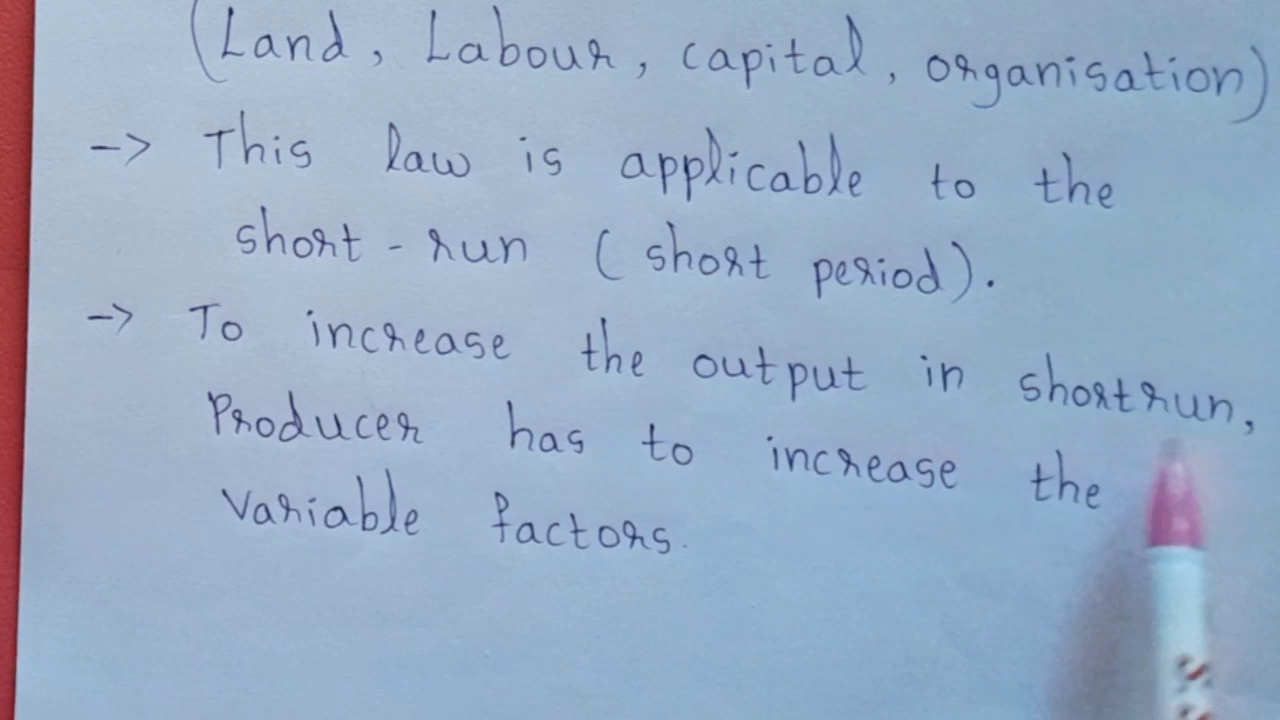 (Land, Labour, capital, organisation)
-> This law is applicable to the
short-run (short period).
-> To increase the output in shortrun,
Producer has to increase the
variable factors.